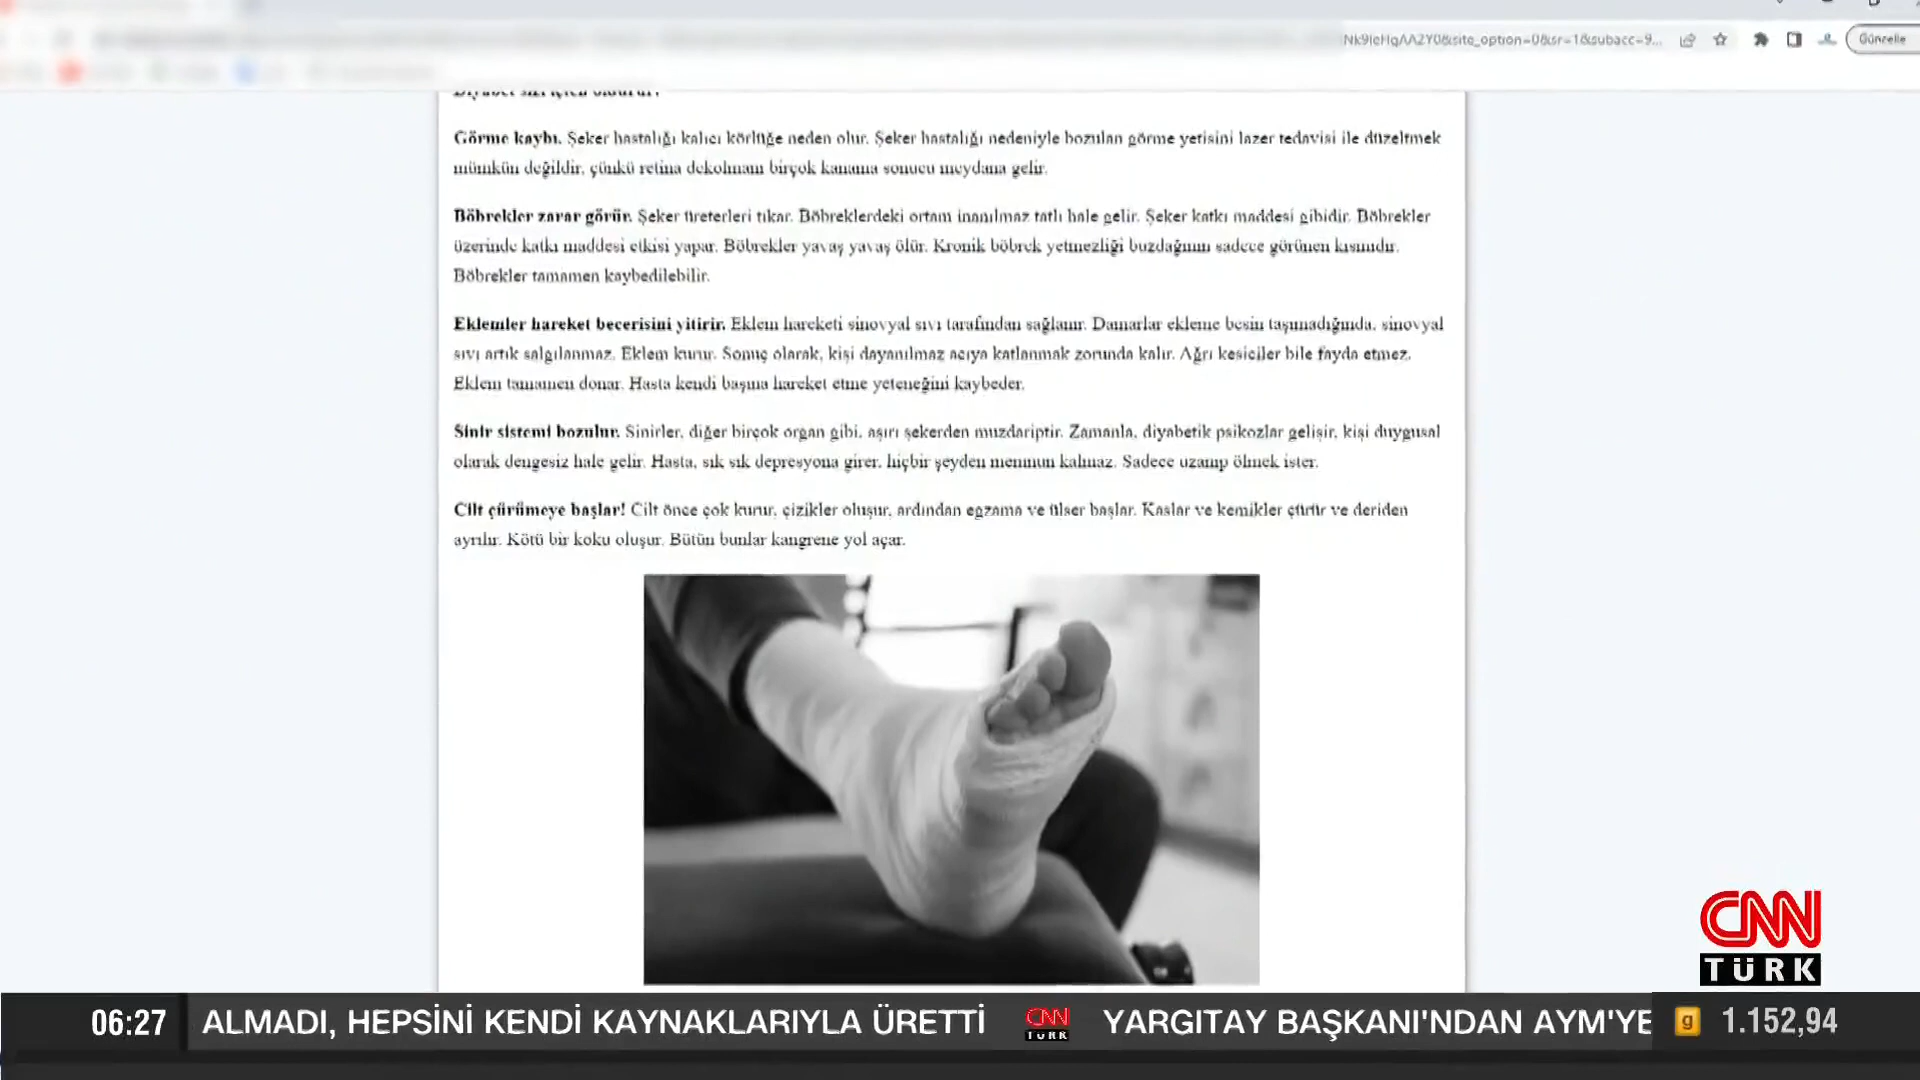 Nk9IeHgAA2Y0&site_option=0&sr=1&subacc=9...
Güncelle
Görme kaybı. Şeker hastalığı kalıcı körlüğe neden olur. Şeker hastalığı nedeniyle bozulan görme yetisini lazer tedavisi ile düzeltmek
mümkün değildir, çünkü retina dekolmanı birçok kanama sonucu meydana gelir.
Böbrekler zarar görür. Şeker üreterleri tıkar. Böbreklerdeki ortam inanılmaz tatlı hale gelir. Şeker katkı maddesi gibidir. Böbrekler
üzerinde katkı maddesi etkisi yapar. Böbrekler yavaş yavaş ölür. Kronik böbrek yetmezliği buzdağının sadece görünen kısmıdır.
Böbrekler tamamen kaybedilebilir.
Eklemler hareket becerisini yitirir. Eklem hareketi sinovyal sıvı tarafından sağlanır. Damarlar ekleme besin taşımadığında, sinovyal
sıvı artık salgılanmaz. Eklem kurur. Sonuç olarak, kişi dayanılmaz acıya katlanmak zorunda kalır. Ağrı kesiciler bile fayda etmez.
Eklem tamamen donar. Hasta kendi başına hareket etme yeteneğini kaybeder.
Sinir sistemi bozulur. Sinirler, diğer birçok organ gibi, aşırı şekerden muzdariptir. Zamanla, diyabetik psikozlar gelişir, kişi duygusal
olarak dengesiz hale gelir. Hasta, sık sık depresyona girer, hiçbir şeyden memnun kalmaz. Sadece uzanıp ölmek ister.
Cilt çürümeye başlar! Cilt önce çok kurur, çizikler oluşur, ardından egzama ve ülser başlar. Kaslar ve kemikler çürür ve deriden
ayrılır. Kötü bir koku oluşur. Bütün bunlar kangrene yol açar.
CNN
TÜRK
06:27 ALMADI, HEPSİNİ KENDİ KAYNAKLARIYLA ÜRETTİ CNN TÜRK YARGITAY BAŞKANI'NDAN AYM'YE g 1.152,94